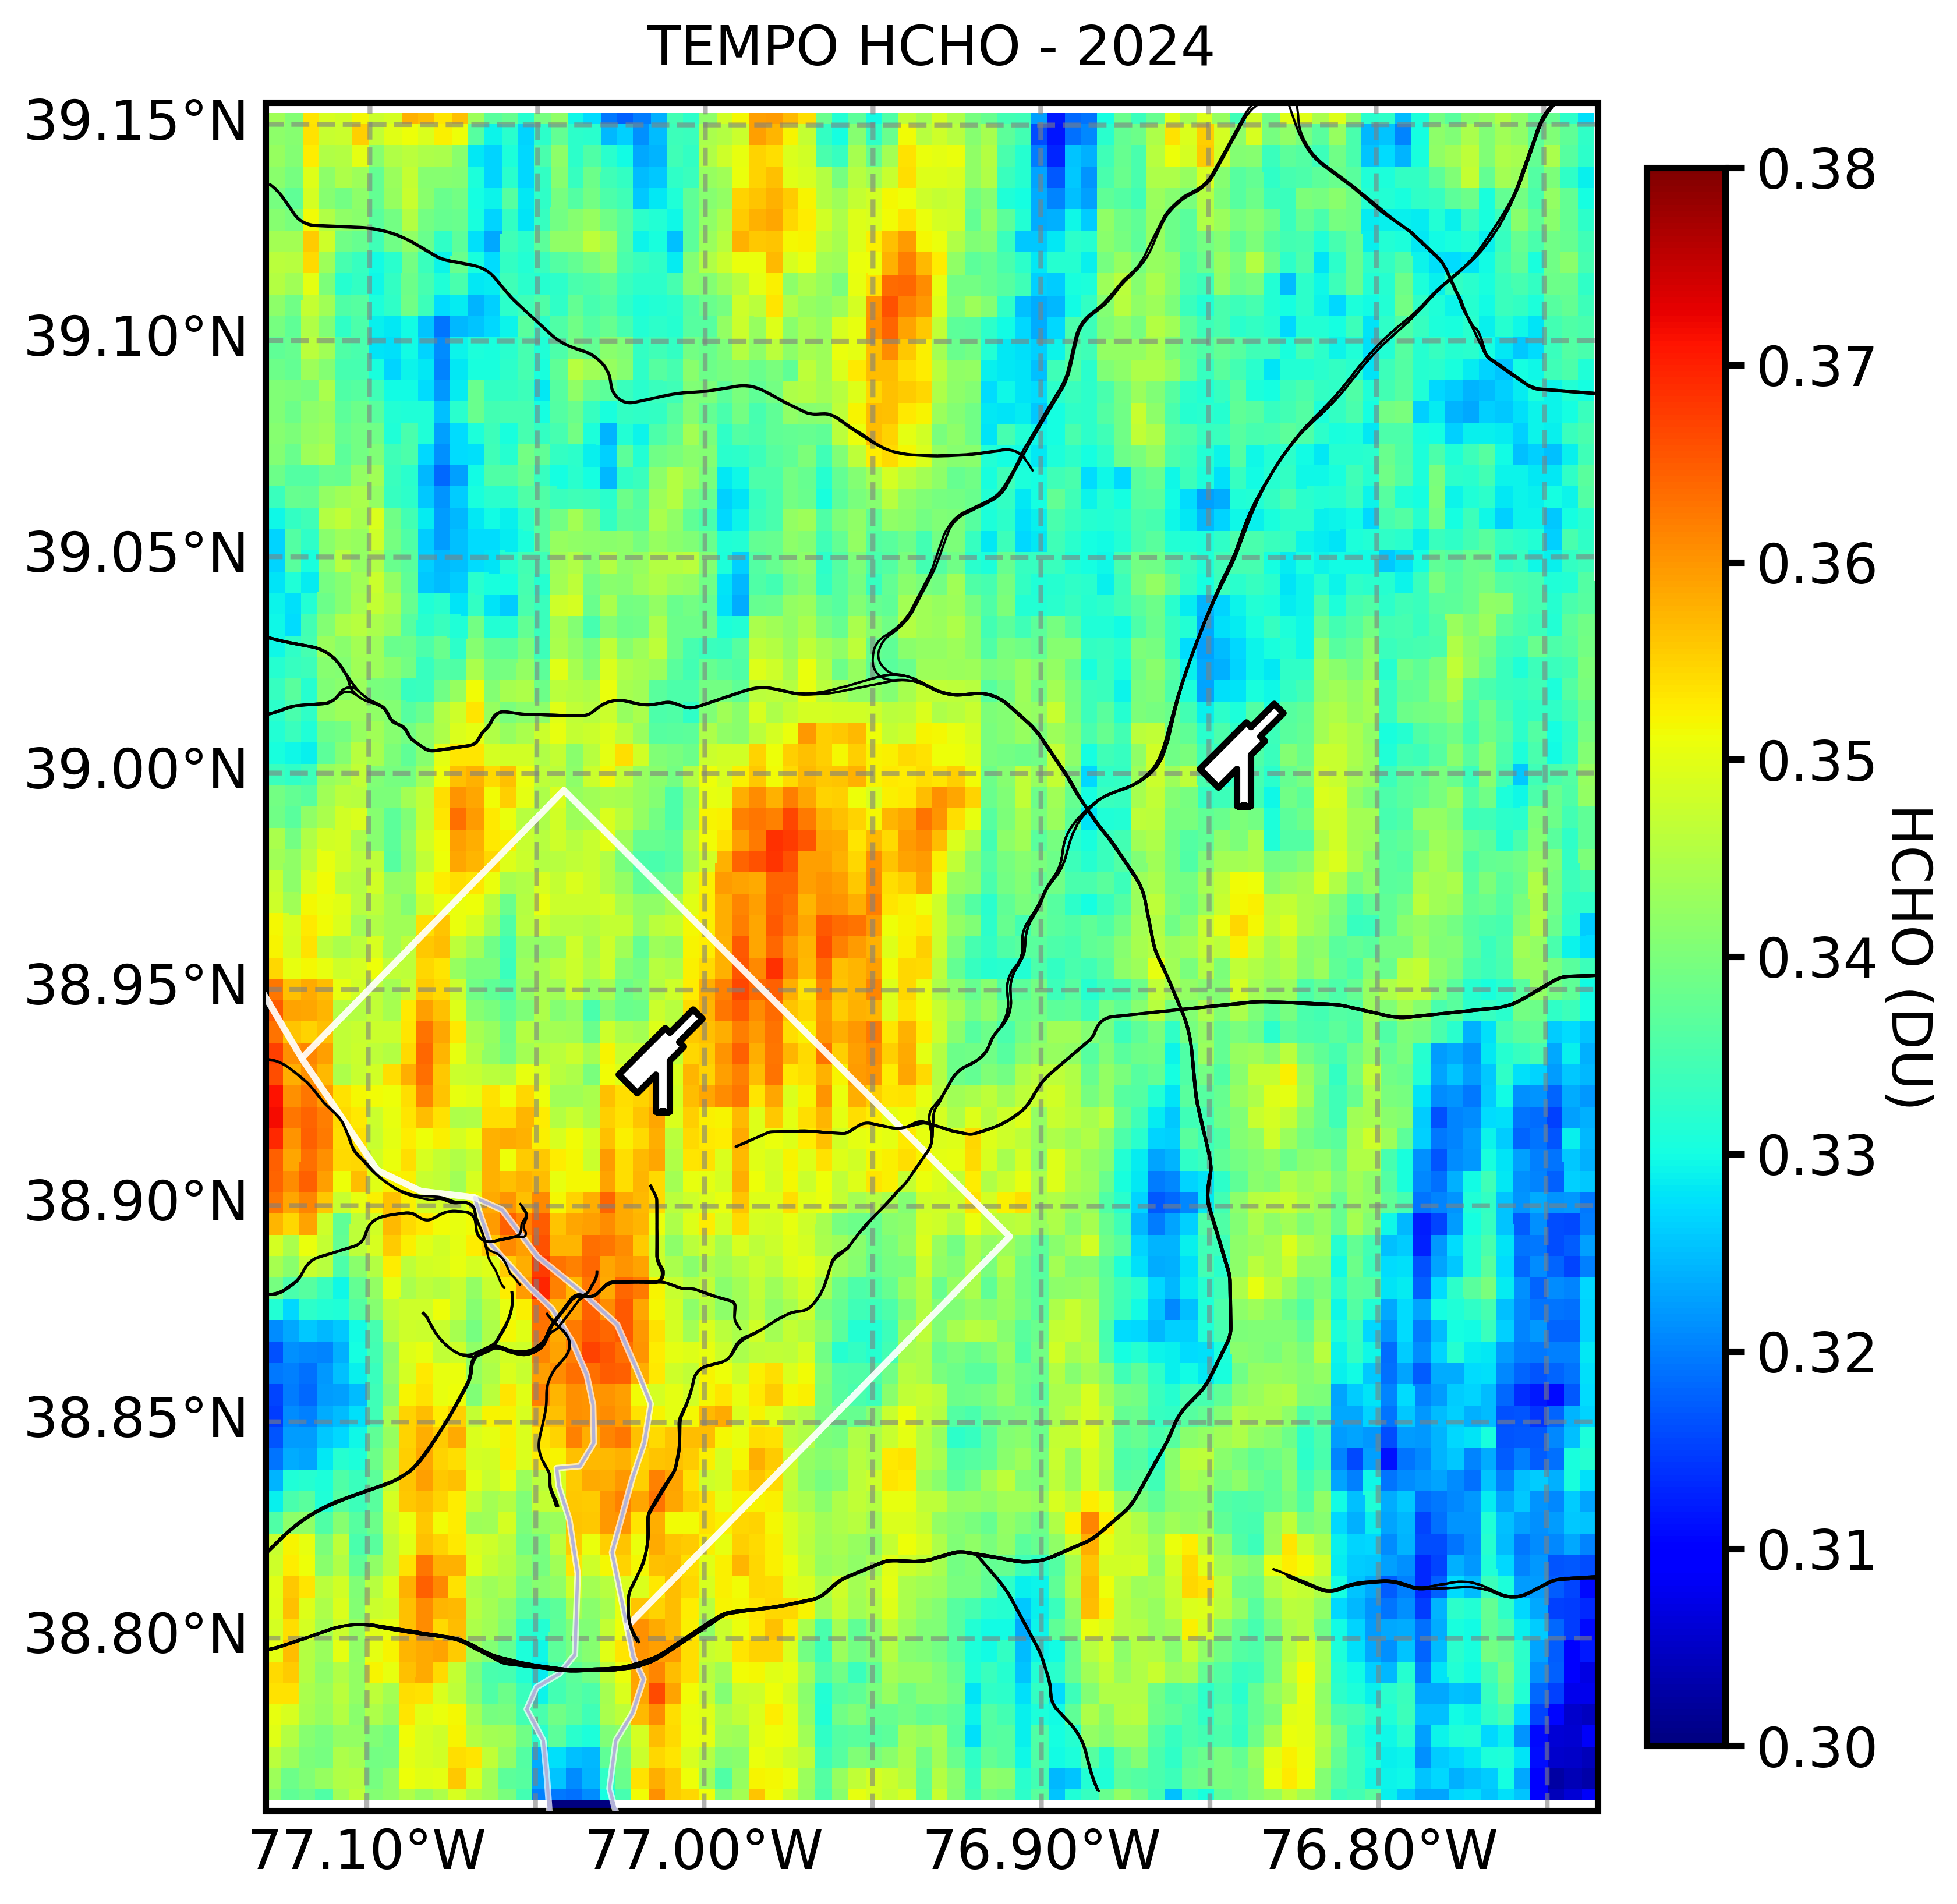 TEMPO HCHO - 2024
39.15°N
39.10°N
39.05°N
39.00°N
38.95°N
38.90°N
38.85°N
38.80°N
77.10°W
77.00°W
76.90°W
76.80°W
0.38
0.37
0.36
0.35
0.34
0.33
0.32
0.31
0.30
HCHO (DU)